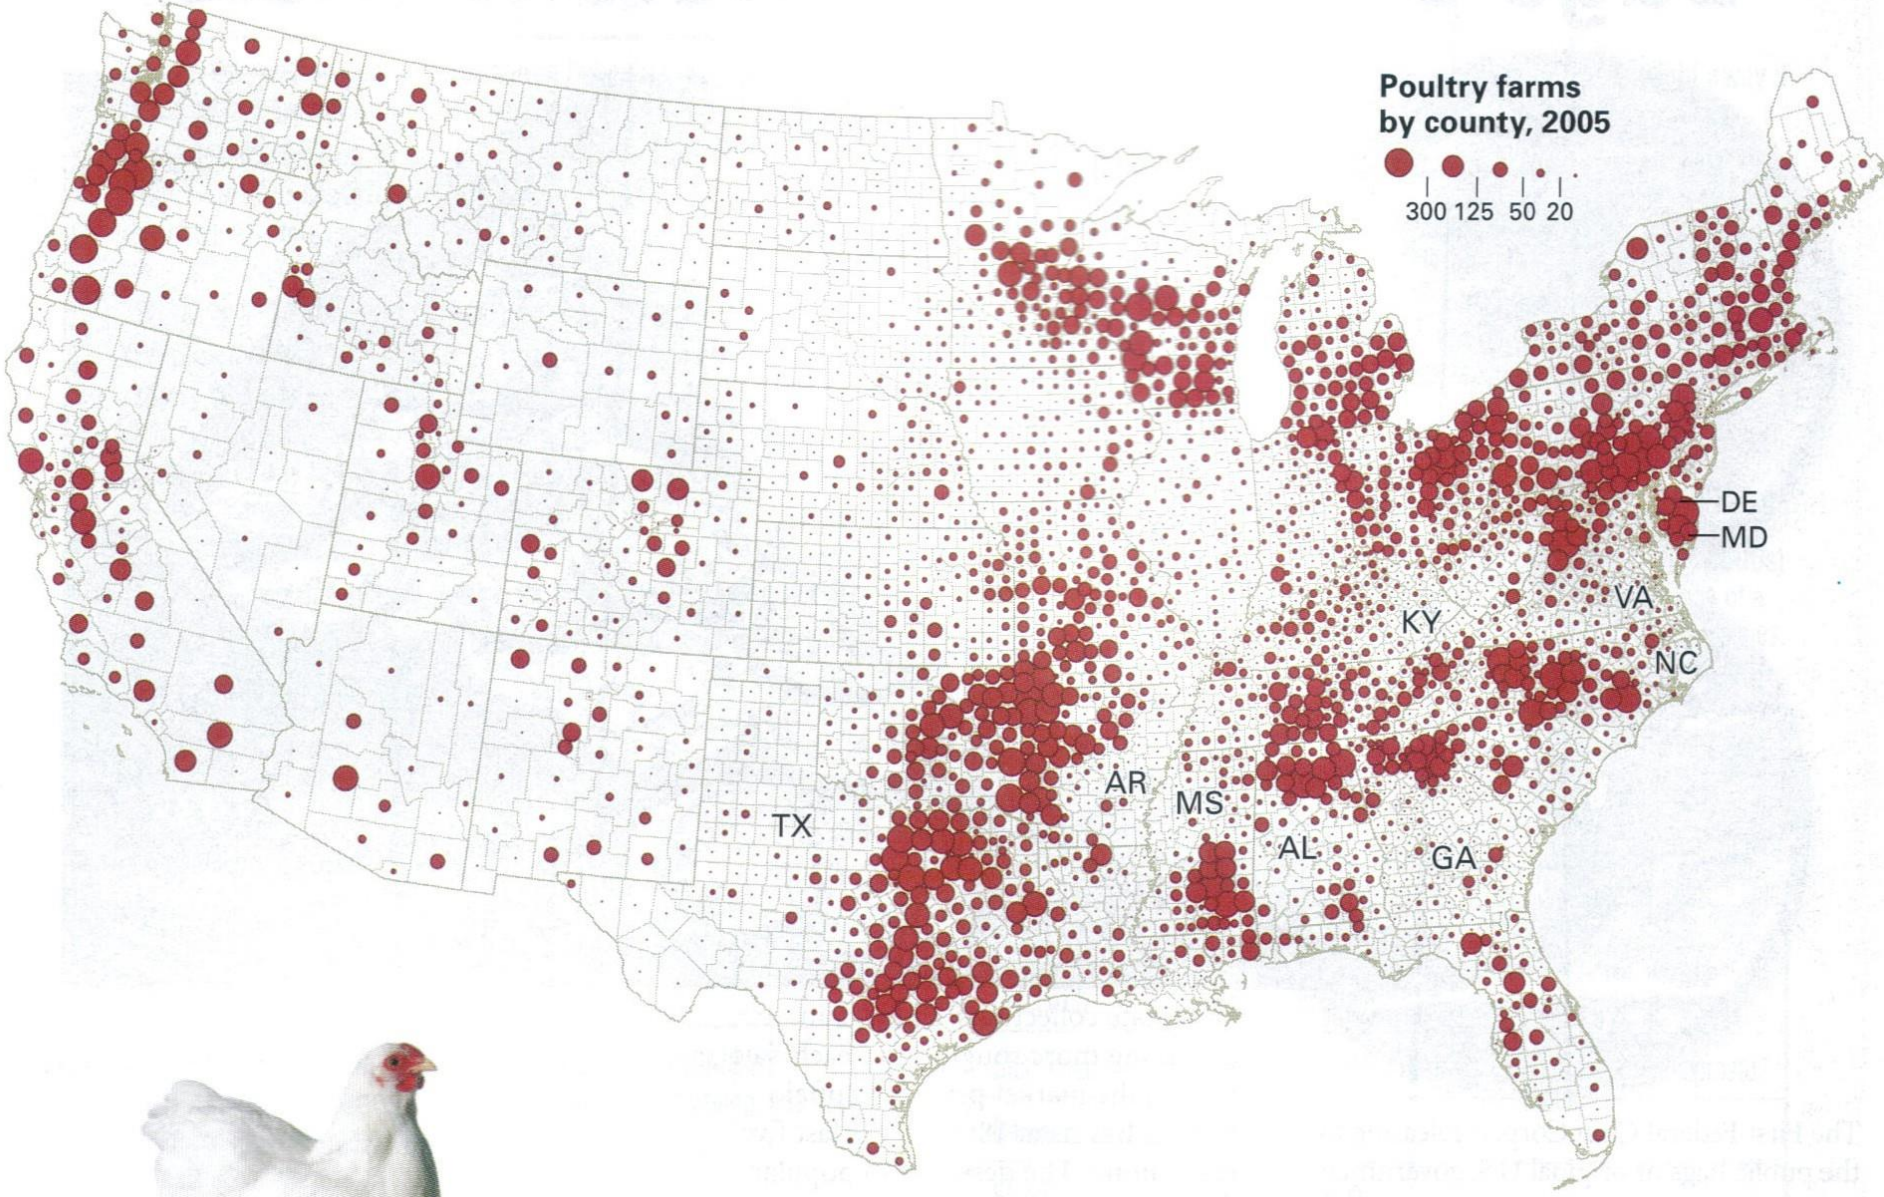 Poultry farms
by county, 2005
300 125 50 20
DE
MD
VA
KY
NC
AR
MS
TX
AL
GA